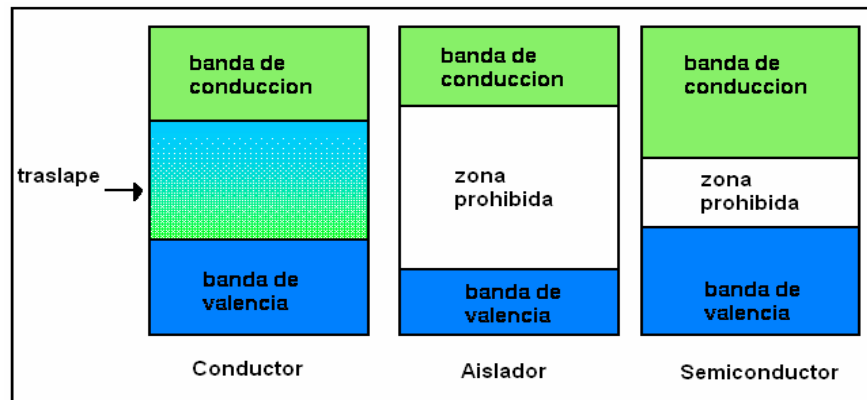 banda de
conduccion
traslape
banda de
valencia
Conductor
banda de
conduccion
zona
prohibida
banda de
valencia
Aislador
banda de
conduccion
zona
prohibida
banda de
valencia
Semiconductor